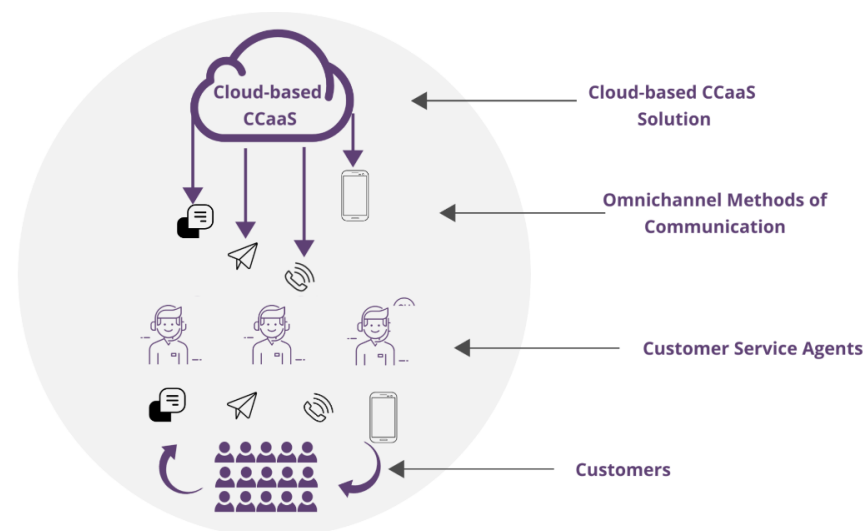 Cloud-based
CCaaS
Cloud-based CCaaS
Solution
Omnichannel Methods of
Communication
Customer Service Agents
Customers